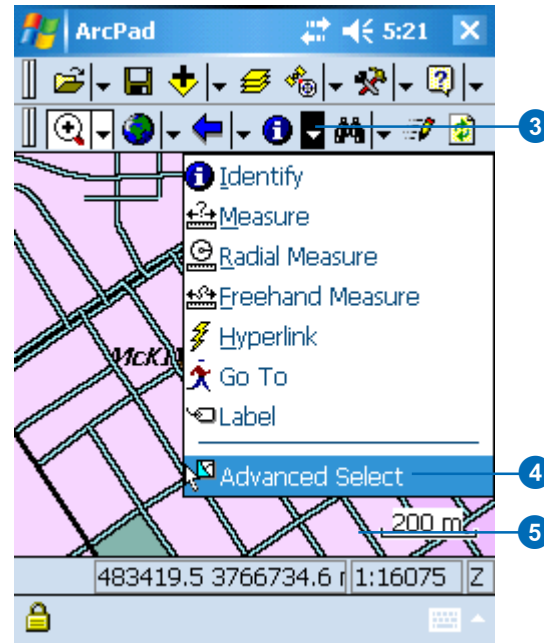 ArcPad 5:21
3
Identify
Measure
Radial Measure
Freehand Measure
Hyperlink
Go To
Label
Advanced Select 4
200 m 5
483419.5 3766734.6 1:16075 Z